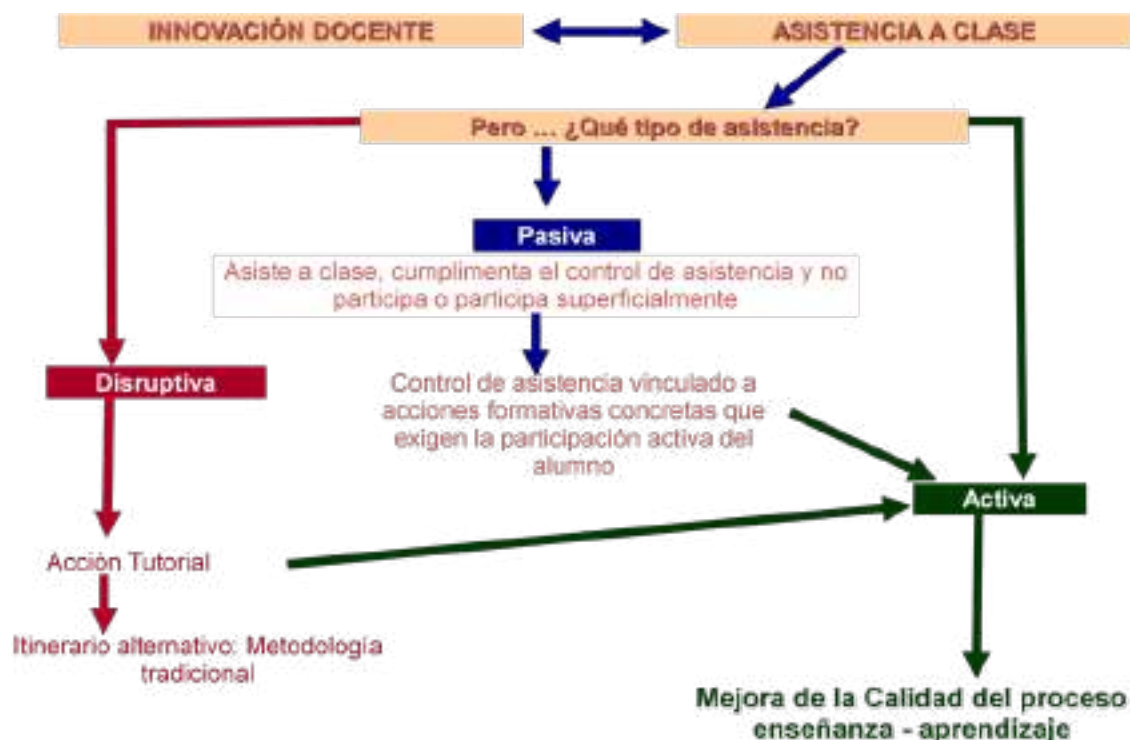 INNOVACIÓN DOCENTE
ASISTENCIA A CLASE
Pero ... ¿Qué tipo de asistencia?
Pasiva
Asiste a clase, cumplimenta el control de asistencia y no
participa o participa superficialmente
Disruptiva
Control de asistencia vinculado a
acciones formativas concretas que
exigen la participación activa del
alumno
Activa
Acción Tutorial
Itinerario alternativo: Metodología
tradicional
Mejora de la Calidad del proceso
enseñanza - aprendizaje